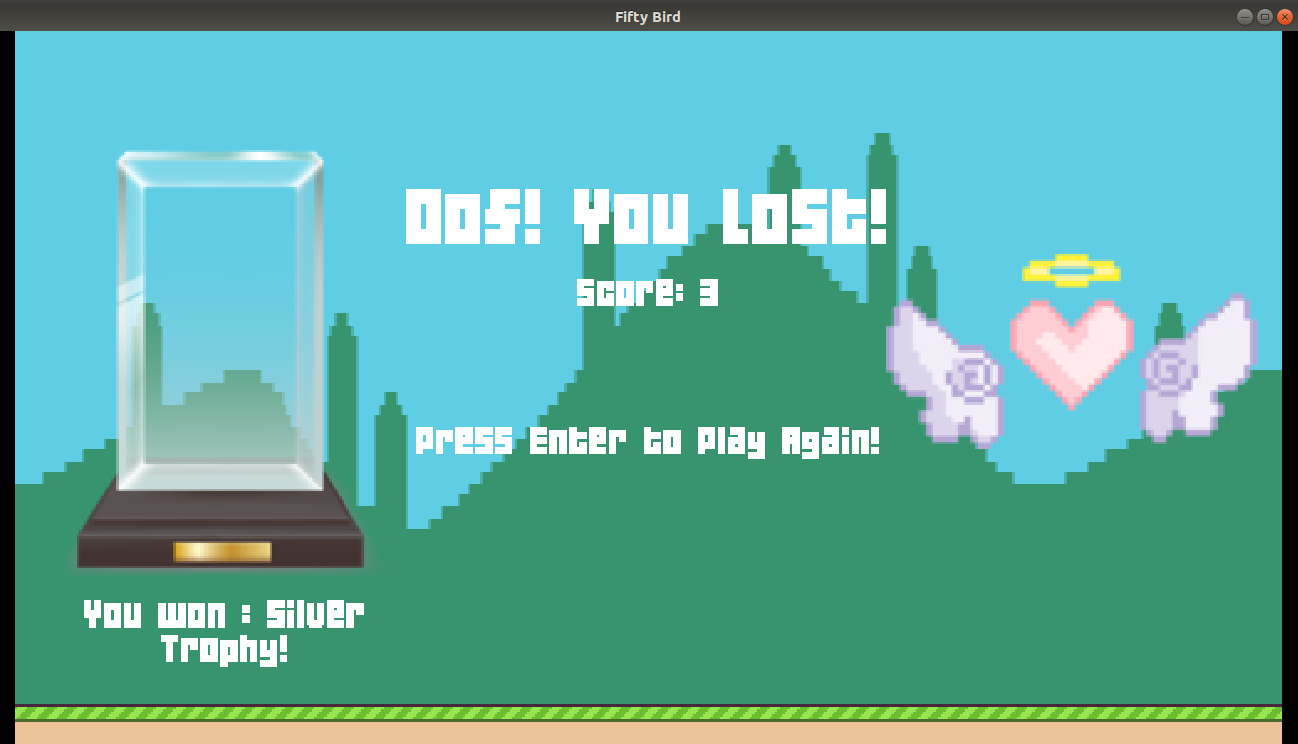 Fifty Bird
Oof! You Lost!
Score: 3
Press Enter to Play Again!
You won : Silver
Trophy!